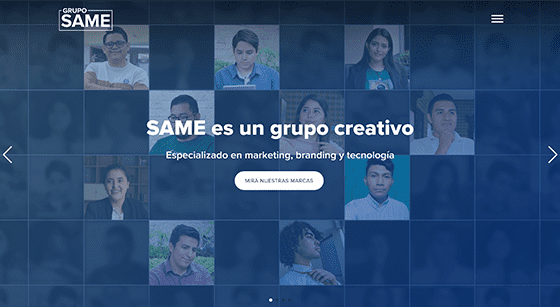 GRUPO
SAME
SAME es un grupo creativo
Especializado en marketing, branding y tecnología
MIRA NUESTRAS MARCAS